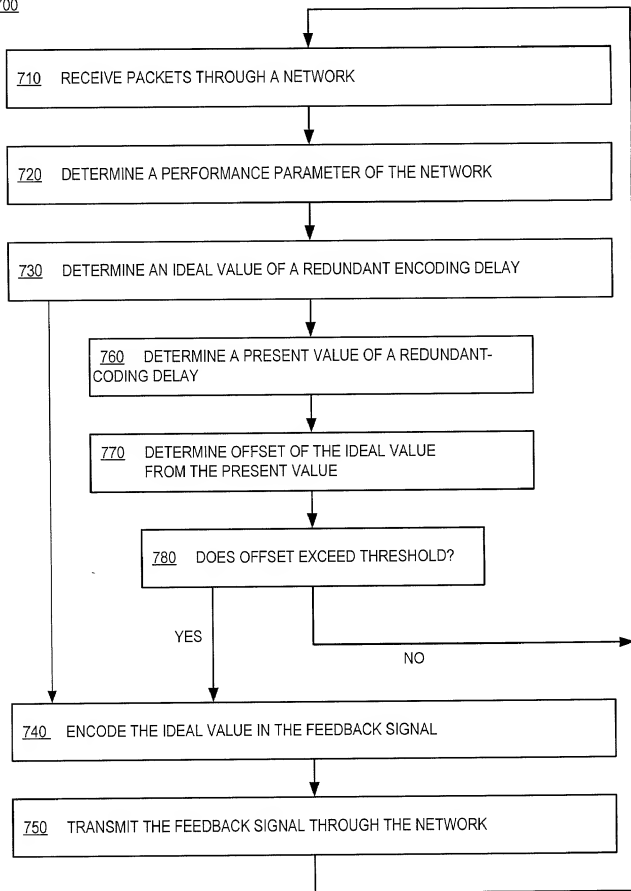 700
710 RECEIVE PACKETS THROUGH A NETWORK
720 DETERMINE A PERFORMANCE PARAMETER OF THE NETWORK
730 DETERMINE AN IDEAL VALUE OF A REDUNDANT ENCODING DELAY
760 DETERMINE A PRESENT VALUE OF A REDUNDANT-
CODING DELAY
770 DETERMINE OFFSET OF THE IDEAL VALUE
FROM THE PRESENT VALUE
780 DOES OFFSET EXCEED THRESHOLD?
YES
NO
740 ENCODE THE IDEAL VALUE IN THE FEEDBACK SIGNAL
750 TRANSMIT THE FEEDBACK SIGNAL THROUGH THE NETWORK